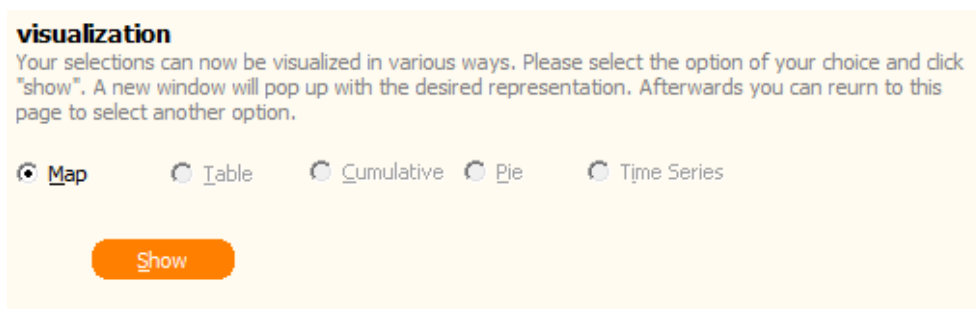 visualization
Your selections can now be visualized in various ways. Please select the option of your choice and click
"show". A new window will pop up with the desired representation. Afterwards you can reurn to this
page to select another option.
Map Table Cumulative Pie Time Series
Show